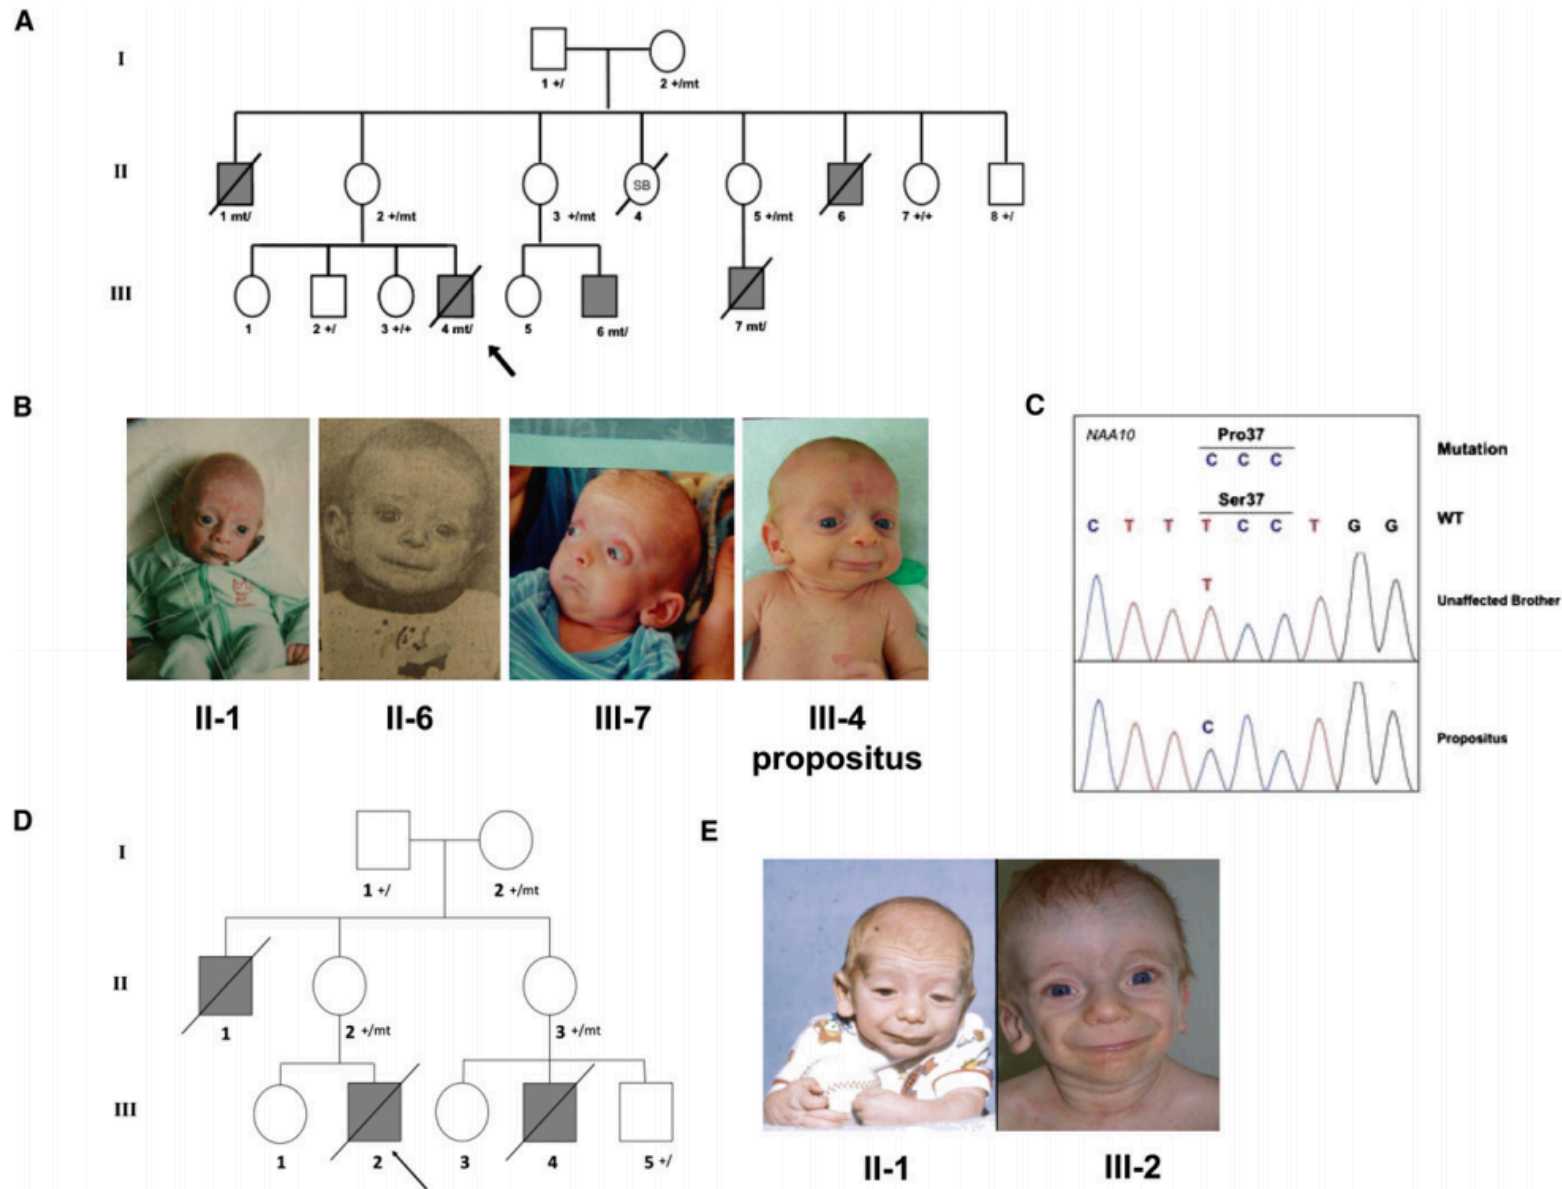 A
I
1 +/
2 +/mt
II
SB
1 mt/
2 +/mt
3 +/mt
4
5 +/mt
6
7 +/+
8 +/
III
1
2 +/
3 +/+
4 mt/
5
6 mt/
7 mt/
B
II-1
II-6
III-7
III-4
propositus
C
NAA10
Pro37
Mutation
C C C
Ser37
WT
C T T T C C T G G
T
Unaffected Brother
C
Propositus
D
I
1 +/
2 +/mt
II
1
2 +/mt
3 +/mt
III
1
2
3
4
5 +/
E
II-1
III-2